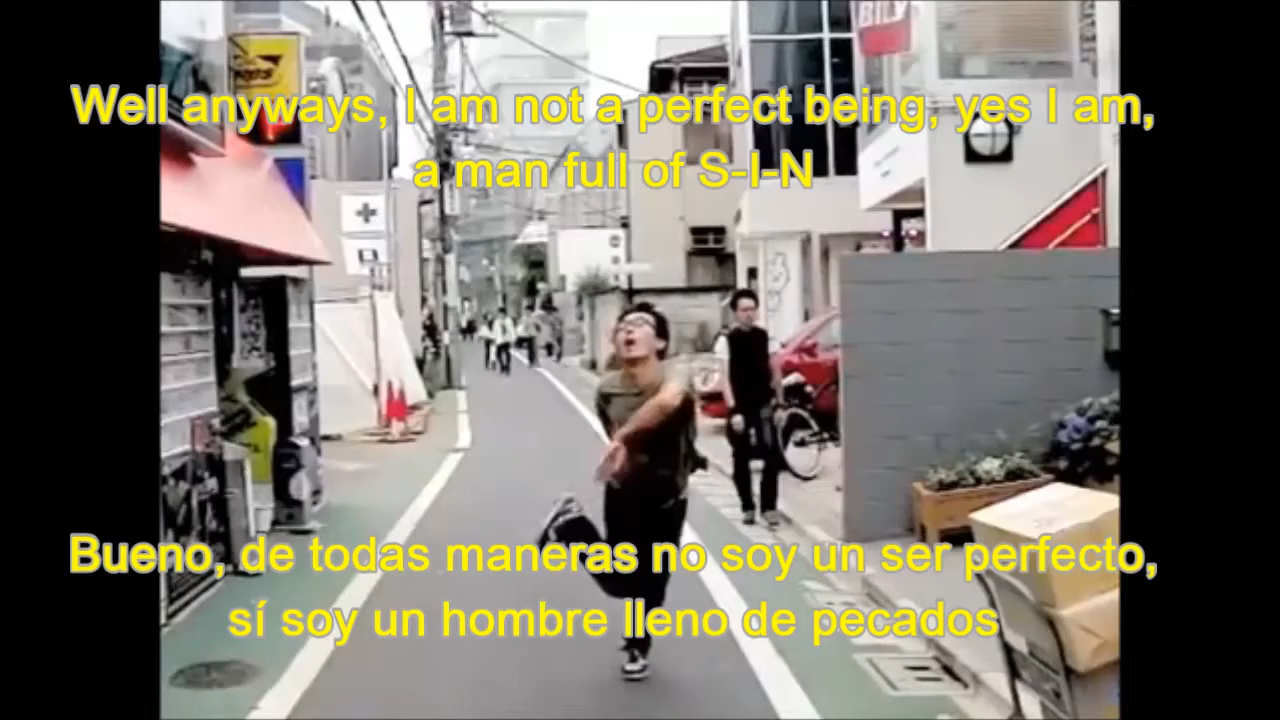 BILY
Well anyways, I am not a perfect being, yes I am,
a man full of S-I-N
Bueno, de todas maneras no soy un ser perfecto,
sí soy un hombre lleno de pecados